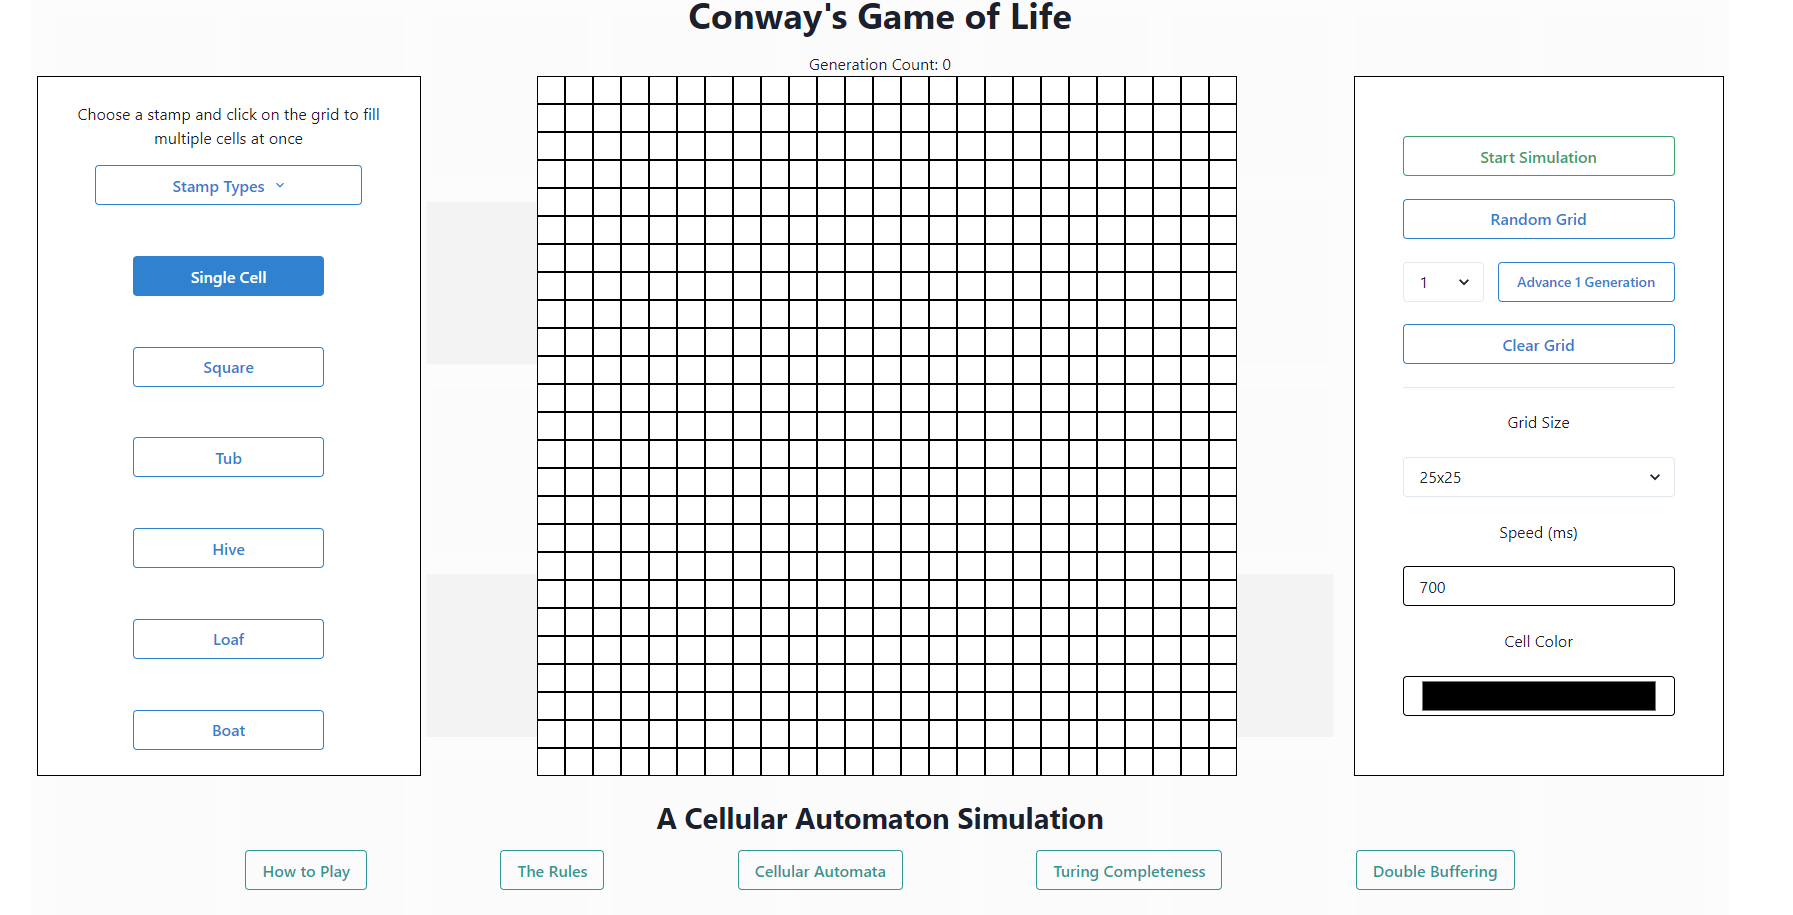 Conway's Game of Life
Generation Count: 0
Choose a stamp and click on the grid to fill
multiple cells at once
Stamp Types
Single Cell
Square
Tub
Hive
Loaf
Boat
Start Simulation
Random Grid
1
Advance 1 Generation
Clear Grid
Grid Size
25x25
Speed (ms)
700
Cell Color
A Cellular Automaton Simulation
How to Play
The Rules
Cellular Automata
Turing Completeness
Double Buffering